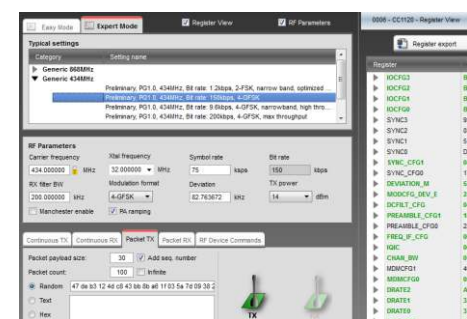 Easy Mode
Expert Mode
Register View
RF Parameters
Typical settings
Category
Setting name
Generic 868MHz
Generic 434MHz
Preliminary, PG1.0, 434MHz, Bit rate: 1.2kbps, 2-FSK, narrow band, optimized ...
Preliminary, PG1.0, 434MHz, Bit rate: 150kbps, 4-GFSK
Preliminary, PG1.0, 434MHz, Bit rate: 9.6kbps, 4-GFSK, narrowband, high thro...
Preliminary, PG1.0, 434MHz, Bit rate: 200kbps, 4-GFSK, max throughput
RF Parameters
Carrier frequency
Xtal frequency
Symbol rate
Bit rate
434.000000 MHz
32.000000 MHz
75 ksps
150 kbps
RX filter BW
Modulation format
Deviation
TX power
200.000000 kHz
4-GFSK
82.763672 kHz
14 dBm
Manchester enable
PA ramping
Continuous TX
Continuous RX
Packet TX
Packet RX
RF Device Commands
Packet payload size: 30
Add seq. number
Packet count: 100
Infinite
Random
Text
Hex
TX
0006 - CC1120 - Register View
Register export
Register
IOCFG3
IOCFG2
IOCFG1
IOCFG0
SYNC3
SYNC2
SYNC1
SYNC0
SYNC_CFG1
SYNC_CFG0
DEVIATION_M
MODCFG_DEV_E
DCFILT_CFG
PREAMBLE_CFG1
PREAMBLE_CFG0
FREQ_IF_CFG
IQIC
CHAN_BW
MDMCFG1
MDMCFG0
DRATE2
DRATE1
DRATE0